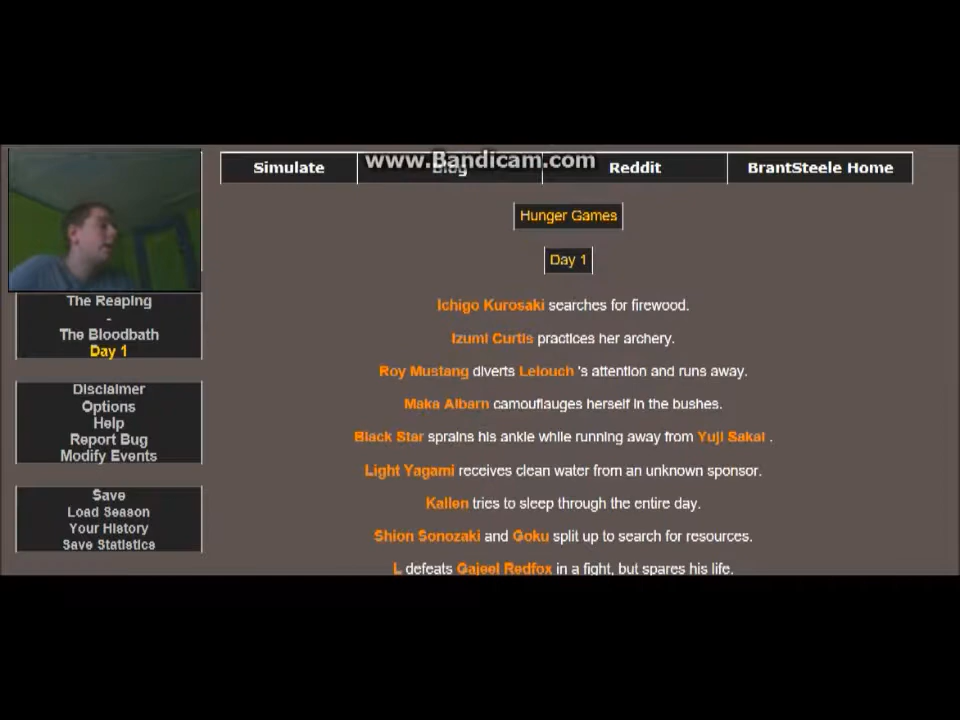 www.Bandicam.com
Simulate Blog Reddit BrantSteele Home
Hunger Games
Day 1
The Reaping
-
The Bloodbath
Day 1
Disclaimer
Options
Help
Report Bug
Modify Events
Save
Load Season
Your History
Save Statistics
Ichigo Kurosaki searches for firewood.
Izumi Curtis practices her archery.
Roy Mustang diverts Lelouch 's attention and runs away.
Maka Albarn camouflauges herself in the bushes.
Black Star sprains his ankle while running away from Yuji Sakai .
Light Yagami receives clean water from an unknown sponsor.
Kallen tries to sleep through the entire day.
Shion Sonozaki and Goku split up to search for resources.
L defeats Gajeel Redfox in a fight, but spares his life.